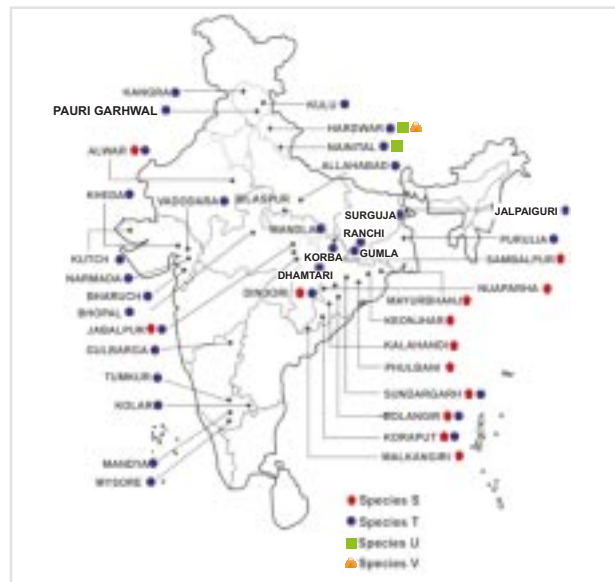 KANGRA
KULU
PAURI GARHWAL
HARDWAR
NAINITAL
ALWAR
ALLAHABAD
KHEDA
VADODARA
BILASPUR
SURGUJA
JALPAIGURI
MANDLA
RANCHI
PURULIA
KUTCH
KORBA
GUMLA
SAMBALPUR
NARMADA
DHAMTARI
BHARUCH
DINDORI
NUAPARHA
MAYURBHANJ
BHOPAL
KEONJHAR
JABALPUR
GULBARGA
KALAHANDI
PHULBANI
TUMKUR
SUNDARGARH
KOLAR
BOLANGIR
KORAPUT
MANDYA
MALKANGIRI
MYSORE
Species S
Species T
Species U
Species V